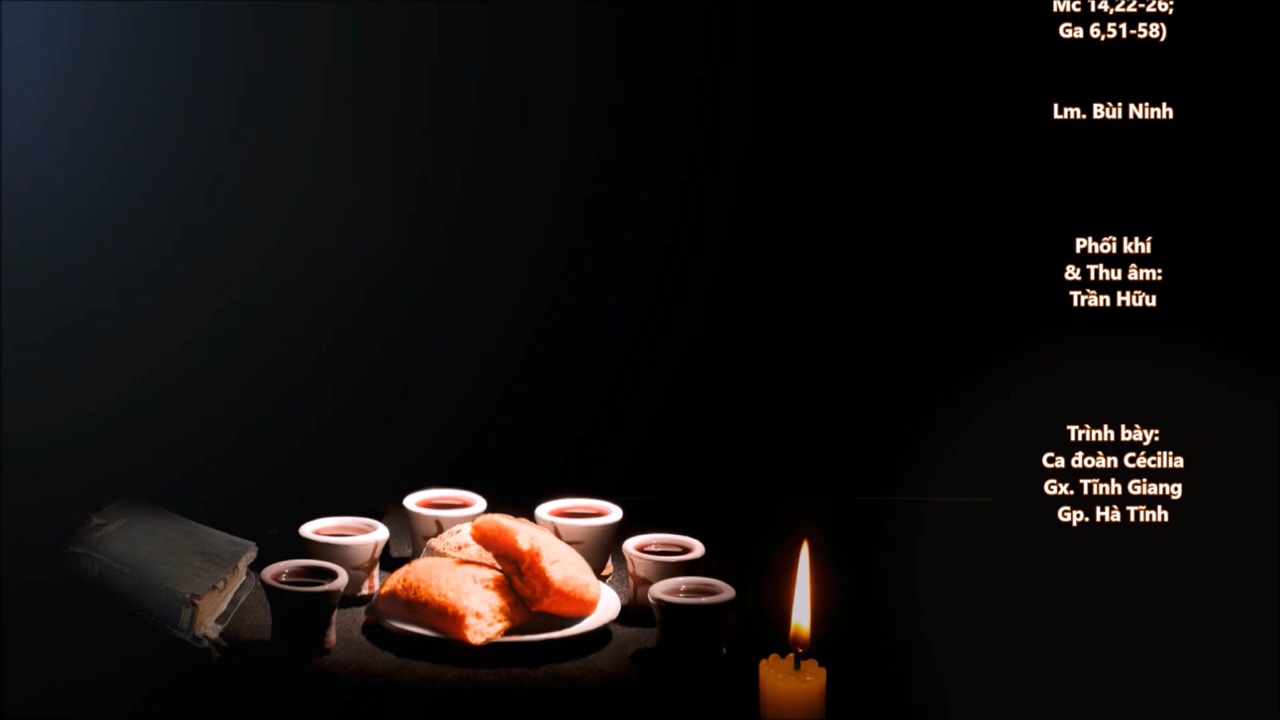 Mc 14,22-26;
Ga 6,51-58)
Lm. Bùi Ninh
Phối khí
& Thu âm:
Trần Hữu
Trình bày:
Ca đoàn Cécilia
Gx. Tĩnh Giang
Gp. Hà Tĩnh